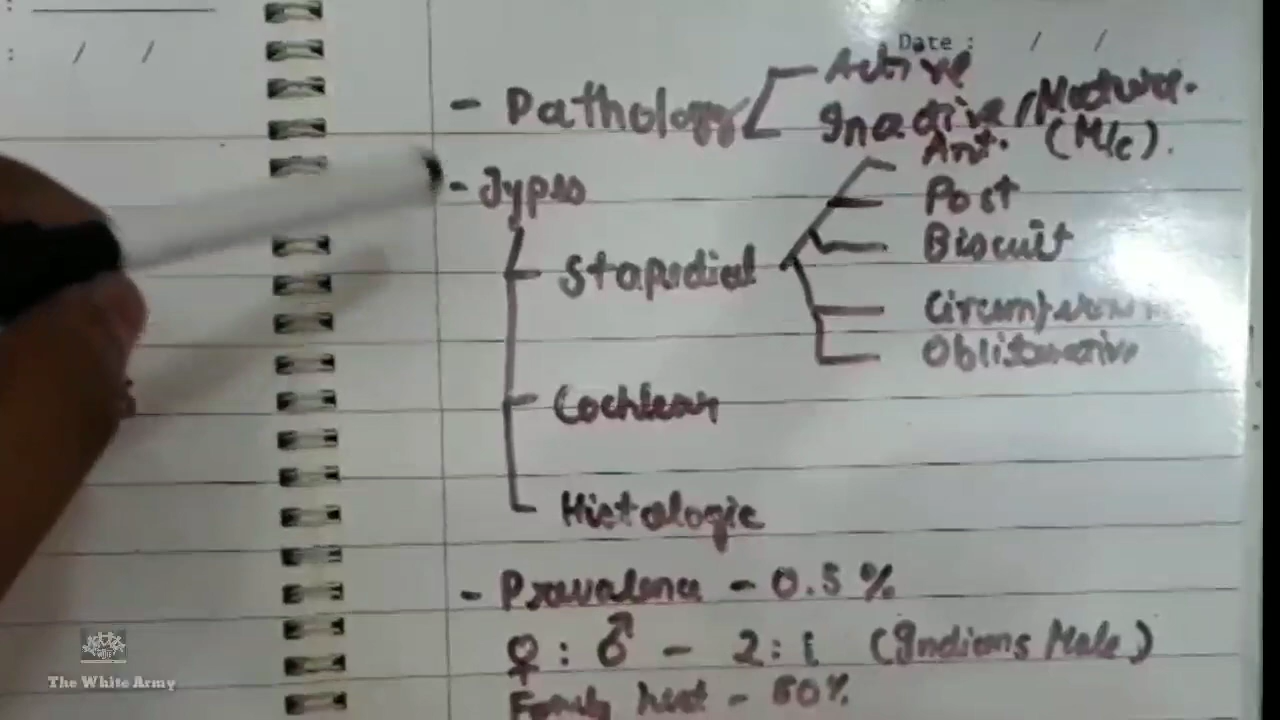 Date : / /
: / /
- Pathology Active
Inactive/Mature. (M/c).
- Types
Stapedial Ant.
Post
Biscuit
Cochlear
Histologic
- Prevalence - 0.5%
♀ : ♂ - 2:1 (Indians Male)
Family hist - 50%
The White Army